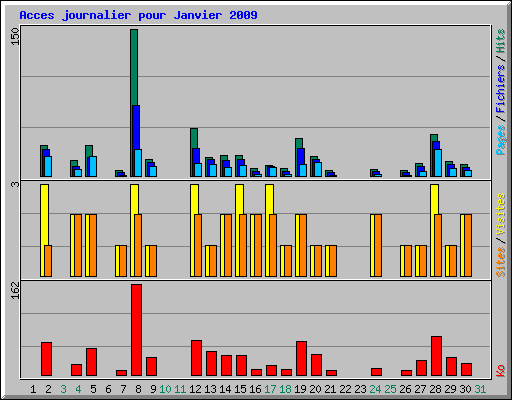 Acces journalier pour Janvier 2009
150
Pages / Fichiers / Hits
3
Sites / Visites
162
Ko
1 2 3 4 5 6 7 8 9 10 11 12 13 14 15 16 17 18 19 20 21 22 23 24 25 26 27 28 29 30 31